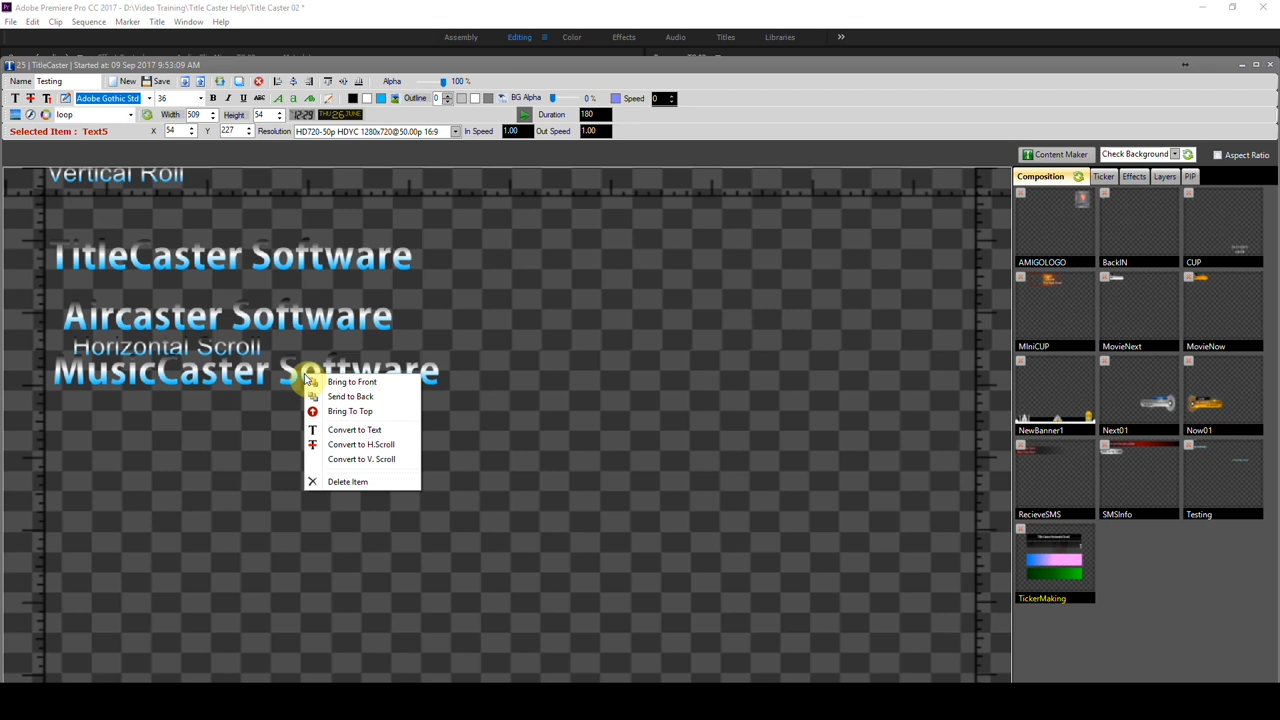 Adobe Premiere Pro CC 2017 - D:\Video Training\Title Caster Help\Title Caster 02 *
File Edit Clip Sequence Marker Title Window Help
Assembly Editing Color Effects Audio Titles Libraries
25 | TitleCaster | Started at: 09 Sep 2017 9:53:09 AM
Name Testing New Save Alpha 100 %
Adobe Gothic Std 36 B I U ABC A a Outline 0 BG Alpha 0 % Speed 0
loop Width 509 Height 54 12:29 THU 26 JUNE Duration 180
Selected Item : Text5 X 54 Y 227 Resolution HD720-50p HDYC 1280x720@50.00p 16:9 In Speed 1.00 Out Speed 1.00
Content Maker Check Background Aspect Ratio
Composition Ticker Effects Layers PIP
Vertical Roll
TitleCaster Software
Aircaster Software
Horizontal Scroll
MusicCaster Software
Bring to Front
Send to Back
Bring To Top
Convert to Text
Convert to H.Scroll
Convert to V. Scroll
Delete Item
AMIGOLOGO BackIN CUP
MIniCUP MovieNext MovieNow
NewBanner1 Next01 Now01
RecieveSMS SMSInfo Testing
TickerMaking